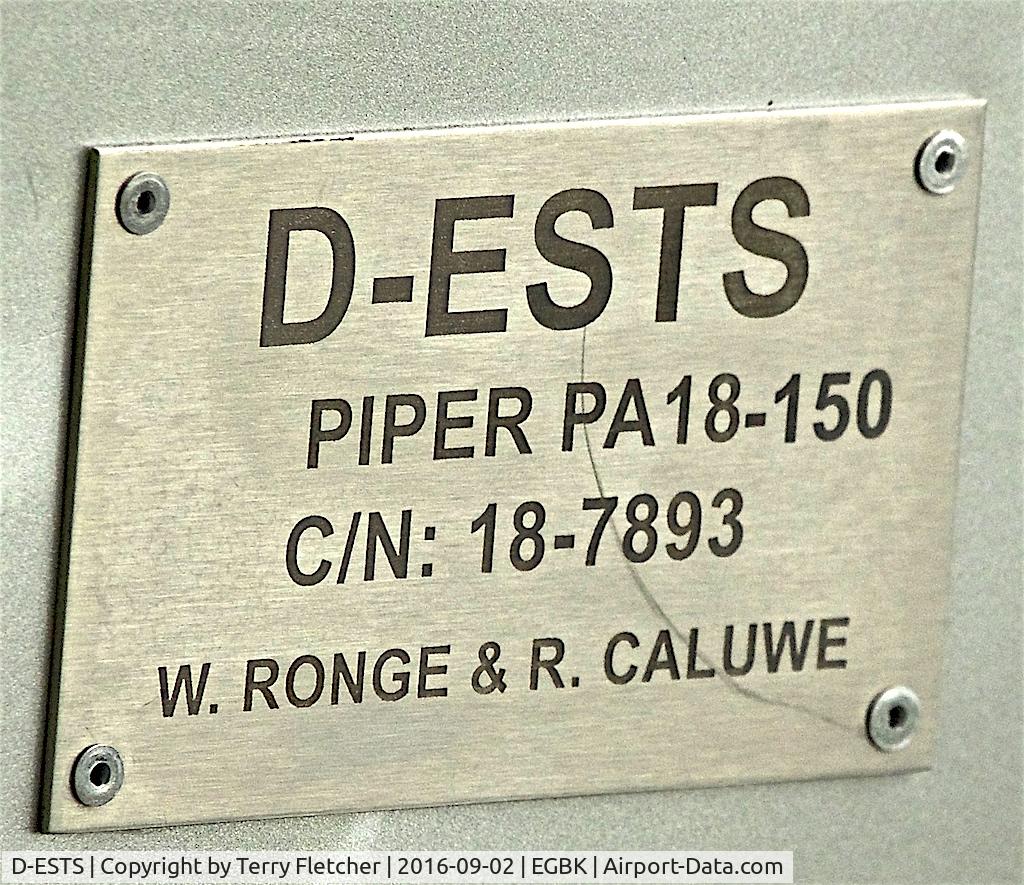 D-ESTS
PIPER PA18-150
C/N: 18-7893
W. RONGE & R. CALUWE
D-ESTS | Copyright by Terry Fletcher | 2016-09-02 | EGBK | Airport-Data.com